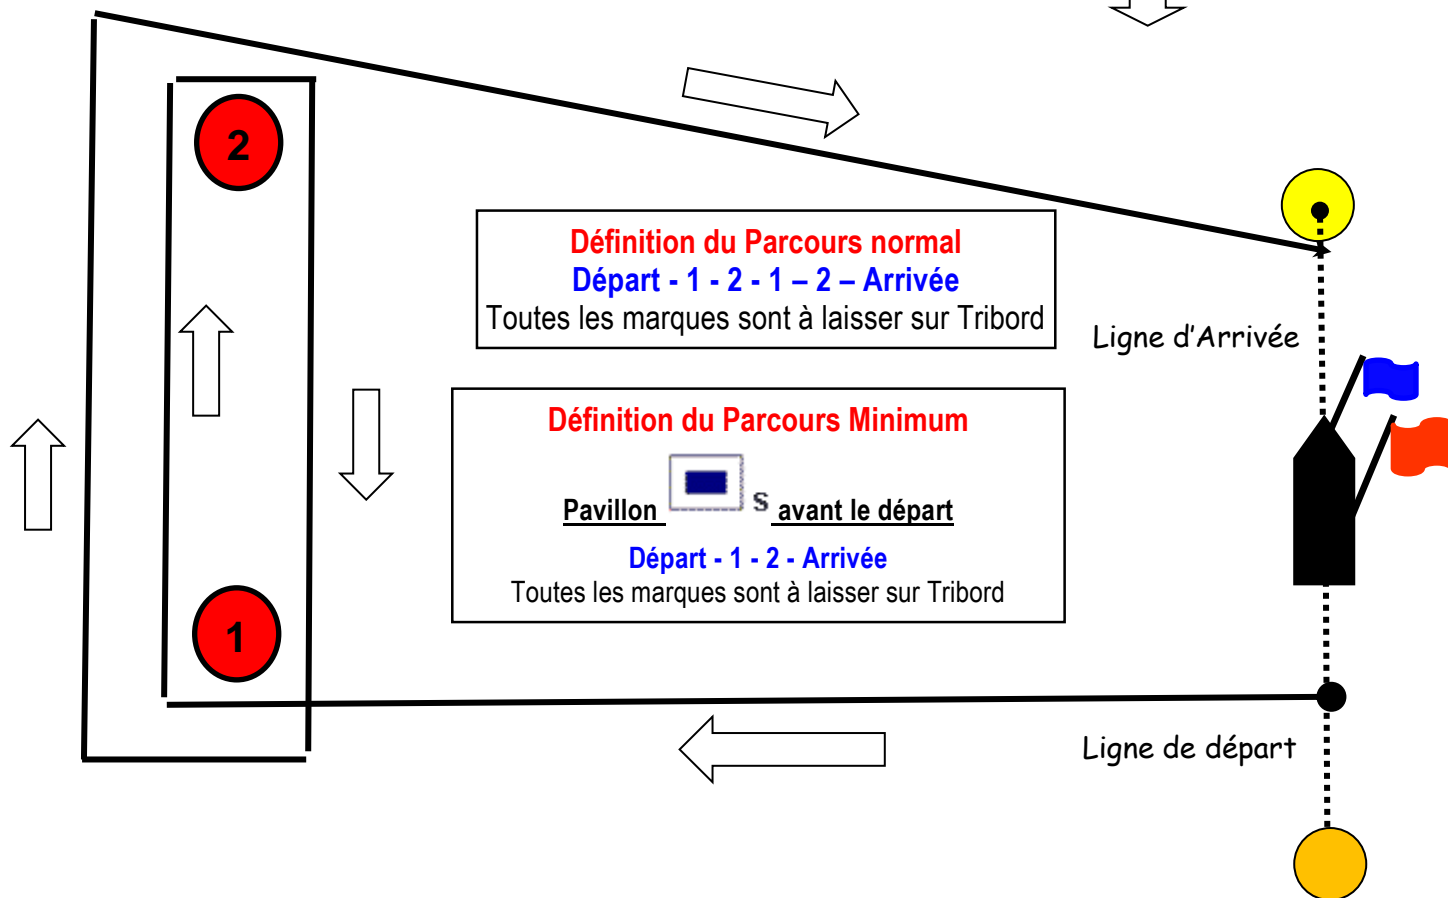 2
Définition du Parcours normal
Départ - 1 - 2 - 1 – 2 – Arrivée
Toutes les marques sont à laisser sur Tribord
Ligne d'Arrivée
Définition du Parcours Minimum
Pavillon S avant le départ
Départ - 1 - 2 - Arrivée
Toutes les marques sont à laisser sur Tribord
1
Ligne de départ